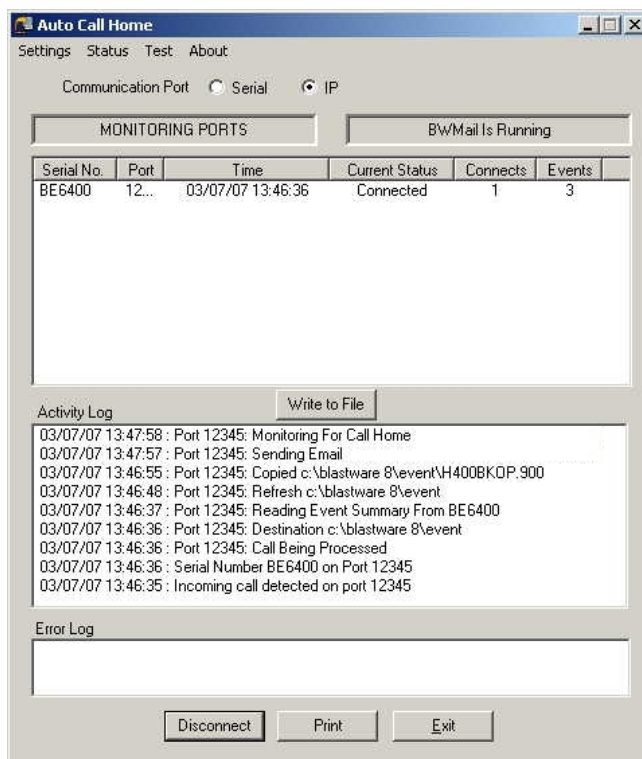 Auto Call Home
Settings Status Test About
Communication Port Serial IP
MONITORING PORTS BWMail Is Running
Serial No. Port Time Current Status Connects Events
BE6400 12... 03/07/07 13:46:36 Connected 1 3
Write to File
Activity Log
03/07/07 13:47:58 : Port 12345: Monitoring For Call Home
03/07/07 13:47:57 : Port 12345: Sending Email
03/07/07 13:46:55 : Port 12345: Copied c:\blastware 8\event\H400BKOP.900
03/07/07 13:46:48 : Port 12345: Refresh c:\blastware 8\event
03/07/07 13:46:37 : Port 12345: Reading Event Summary From BE6400
03/07/07 13:46:36 : Port 12345: Destination c:\blastware 8\event
03/07/07 13:46:36 : Port 12345: Call Being Processed
03/07/07 13:46:36 : Serial Number BE6400 on Port 12345
03/07/07 13:46:35 : Incoming call detected on port 12345
Error Log
Disconnect Print Exit